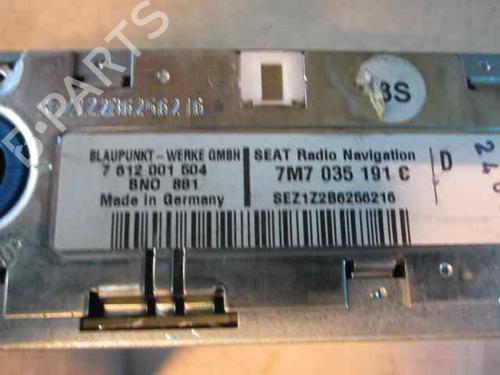 B-PARTS
BS
BLAUPUNKT - WERKE GMBH
7 612 001 504
BNO 881
Made in Germany
SEAT Radio Navigation
7M7 035 191 C
SEZ1Z2B6256216
D